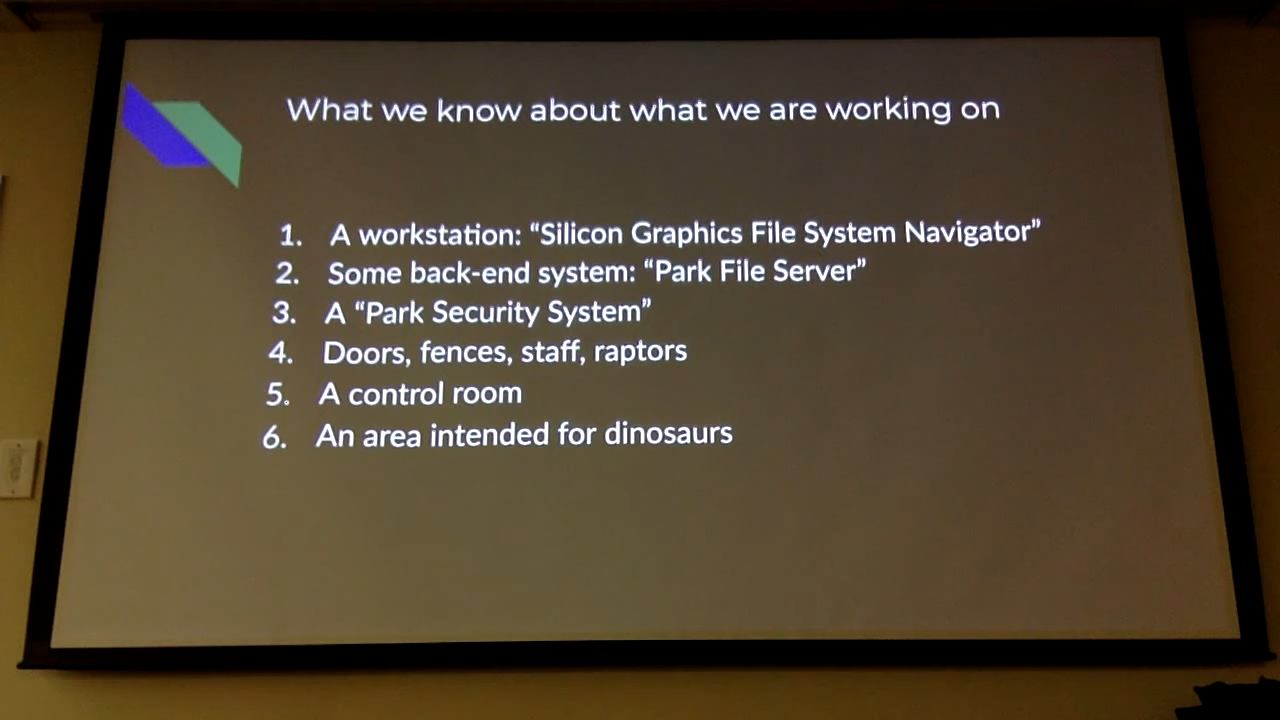 What we know about what we are working on
1. A workstation: “Silicon Graphics File System Navigator”
2. Some back-end system: “Park File Server”
3. A “Park Security System”
4. Doors, fences, staff, raptors
5. A control room
6. An area intended for dinosaurs